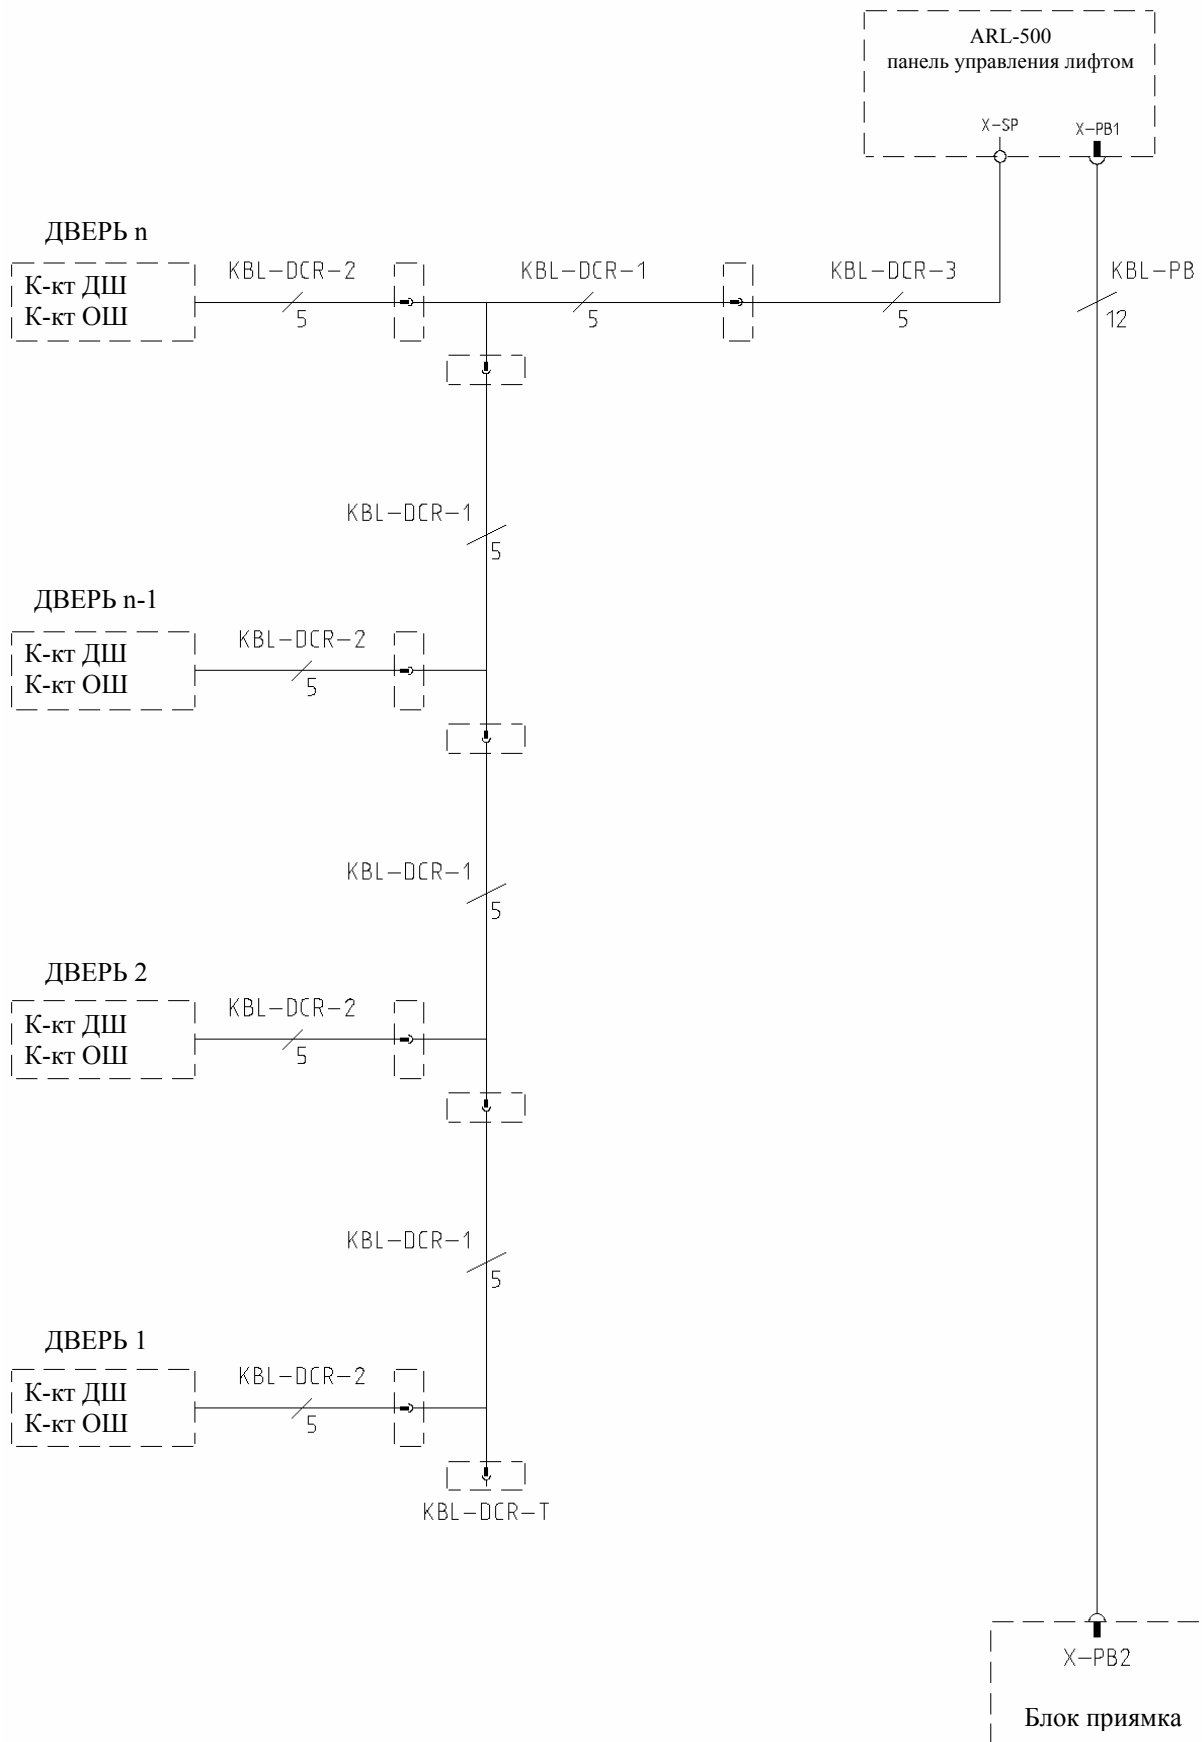 ARL-500
панель управления лифтом
X-SP
X-PB1
ДВЕРЬ n
К-кт ДШ
К-кт ОШ
KBL-DCR-2
5
KBL-DCR-1
5
KBL-DCR-3
5
KBL-PB
12
KBL-DCR-1
5
ДВЕРЬ n-1
К-кт ДШ
К-кт ОШ
KBL-DCR-2
5
KBL-DCR-1
5
ДВЕРЬ 2
К-кт ДШ
К-кт ОШ
KBL-DCR-2
5
KBL-DCR-1
5
ДВЕРЬ 1
К-кт ДШ
К-кт ОШ
KBL-DCR-2
5
KBL-DCR-T
X-PB2
Блок приямка